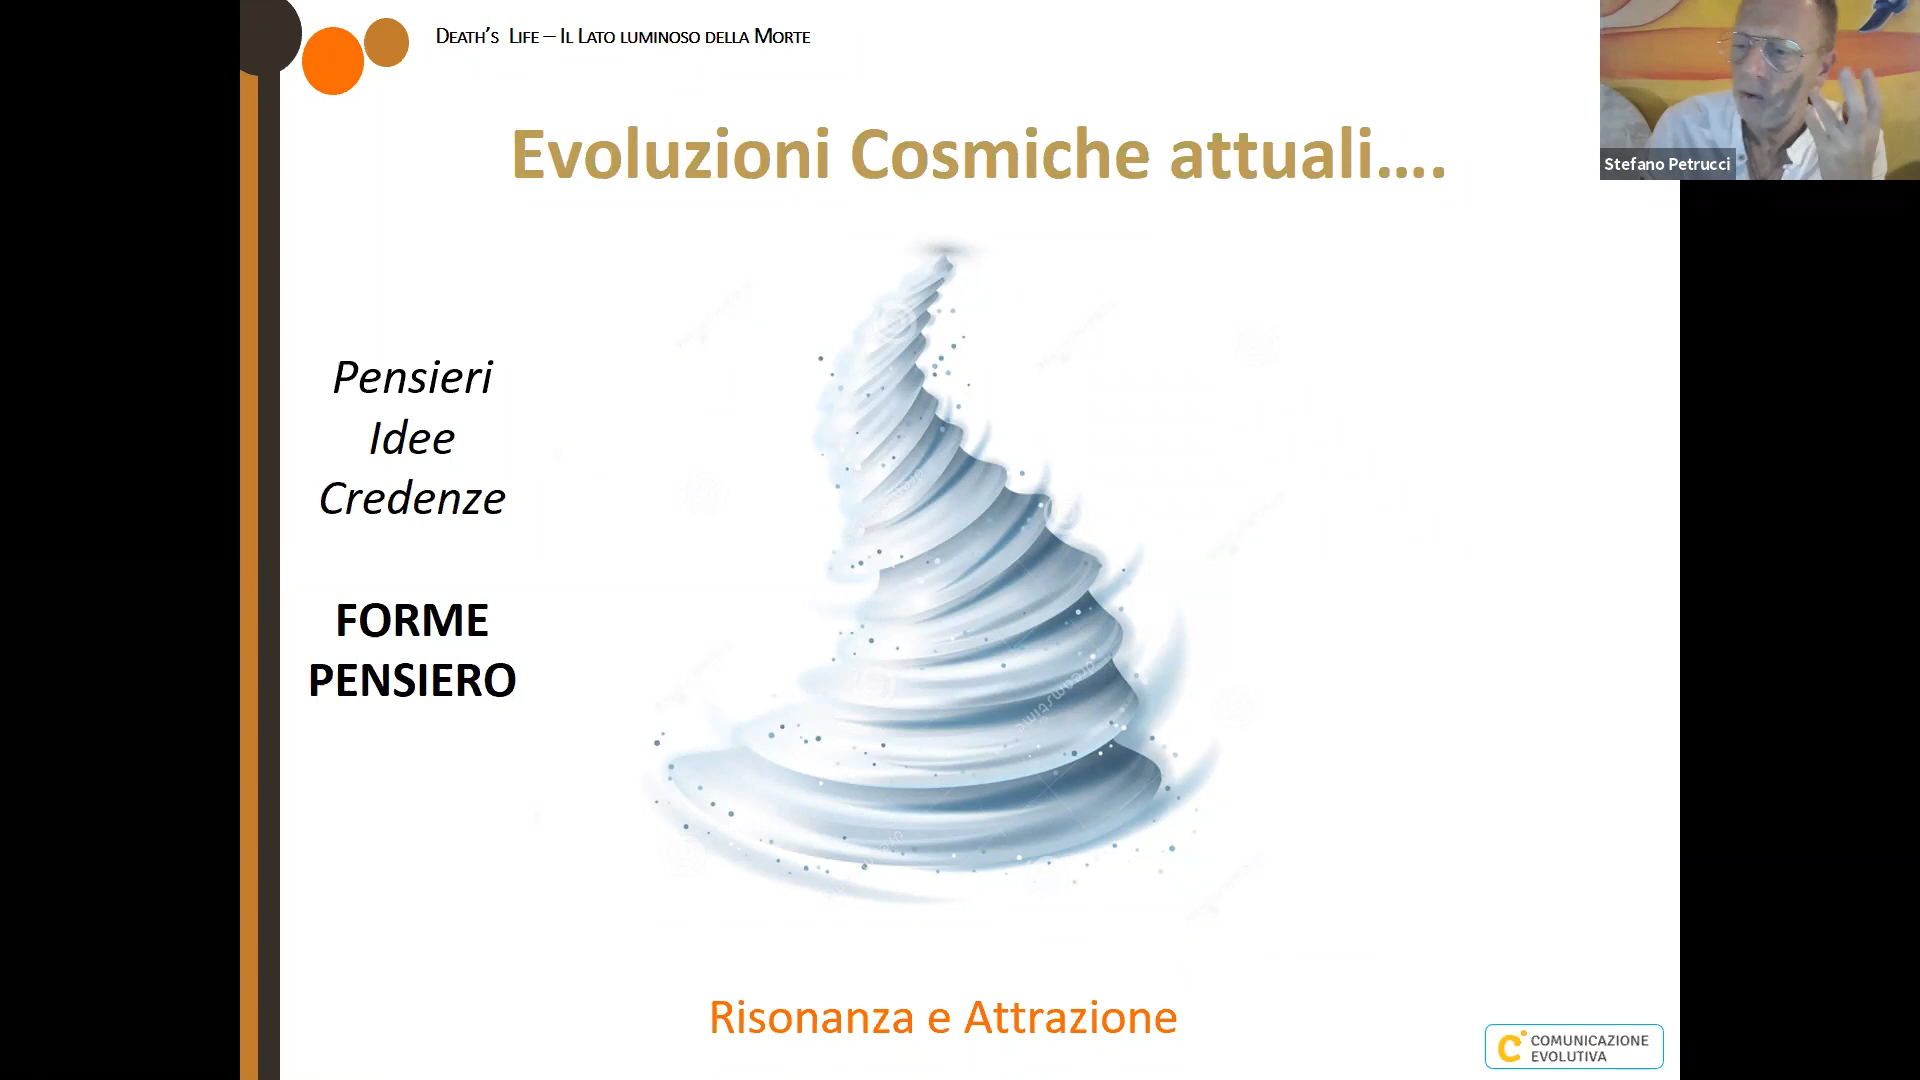 DEATH'S LIFE – IL LATO LUMINOSO DELLA MORTE
Evoluzioni Cosmiche attuali....
Stefano Petrucci
Pensieri
Idee
Credenze
FORME
PENSIERO
dreamstime
Risonanza e Attrazione
COMUNICAZIONE
EVOLUTIVA